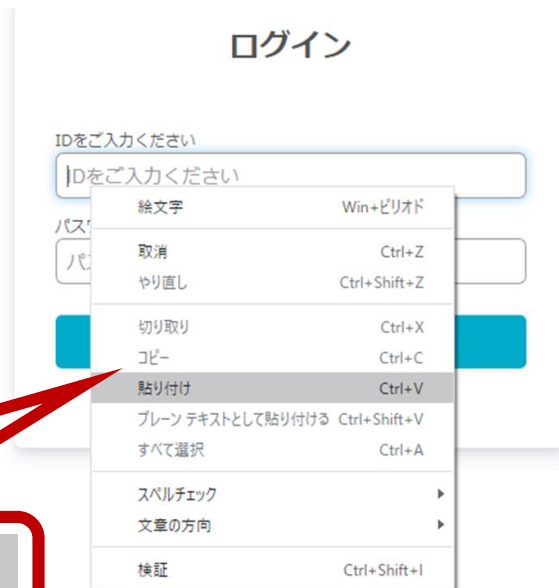 ログイン
IDをご入力ください
IDをご入力ください
絵文字 Win+ピリオド
パス
取消 Ctrl+Z
やり直し Ctrl+Shift+Z
切り取り Ctrl+X
コピー Ctrl+C
貼り付け Ctrl+V
プレーン テキストとして貼り付ける Ctrl+Shift+V
すべて選択 Ctrl+A
スペルチェック
文章の方向
検証 Ctrl+Shift+I